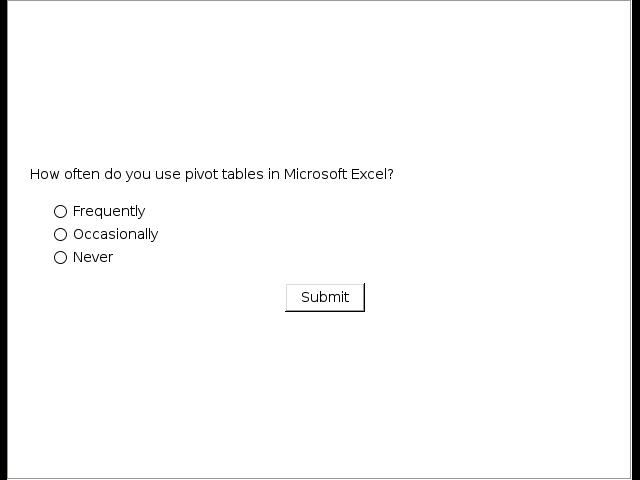 How often do you use pivot tables in Microsoft Excel?
Frequently
Occasionally
Never
Submit